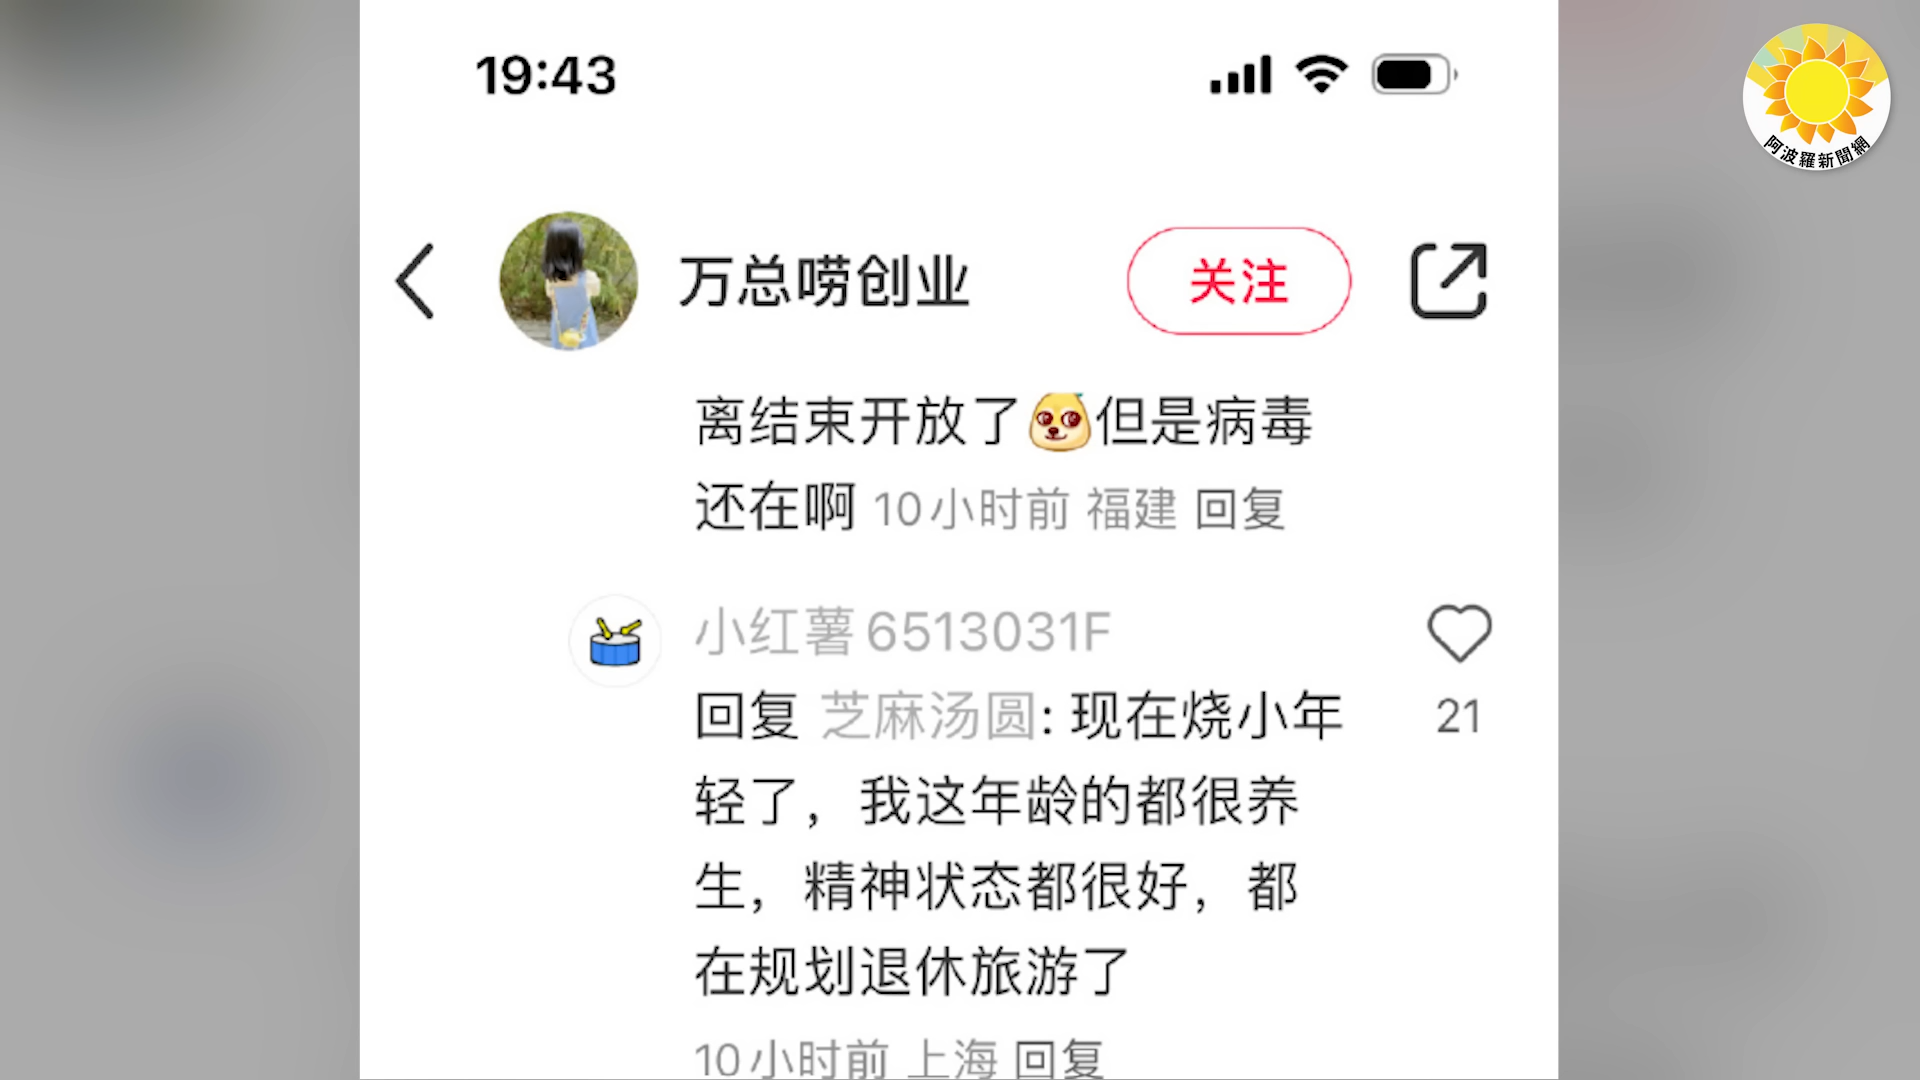 19:43
阿波羅新聞網
万总唠创业
关注
离结束开放了但是病毒
还在啊 10小时前 福建 回复
小红薯6513031F
回复 芝麻汤圆: 现在烧小年
21
轻了，我这年龄的都很养
生，精神状态都很好，都
在规划退休旅游了
10小时前 上海 回复